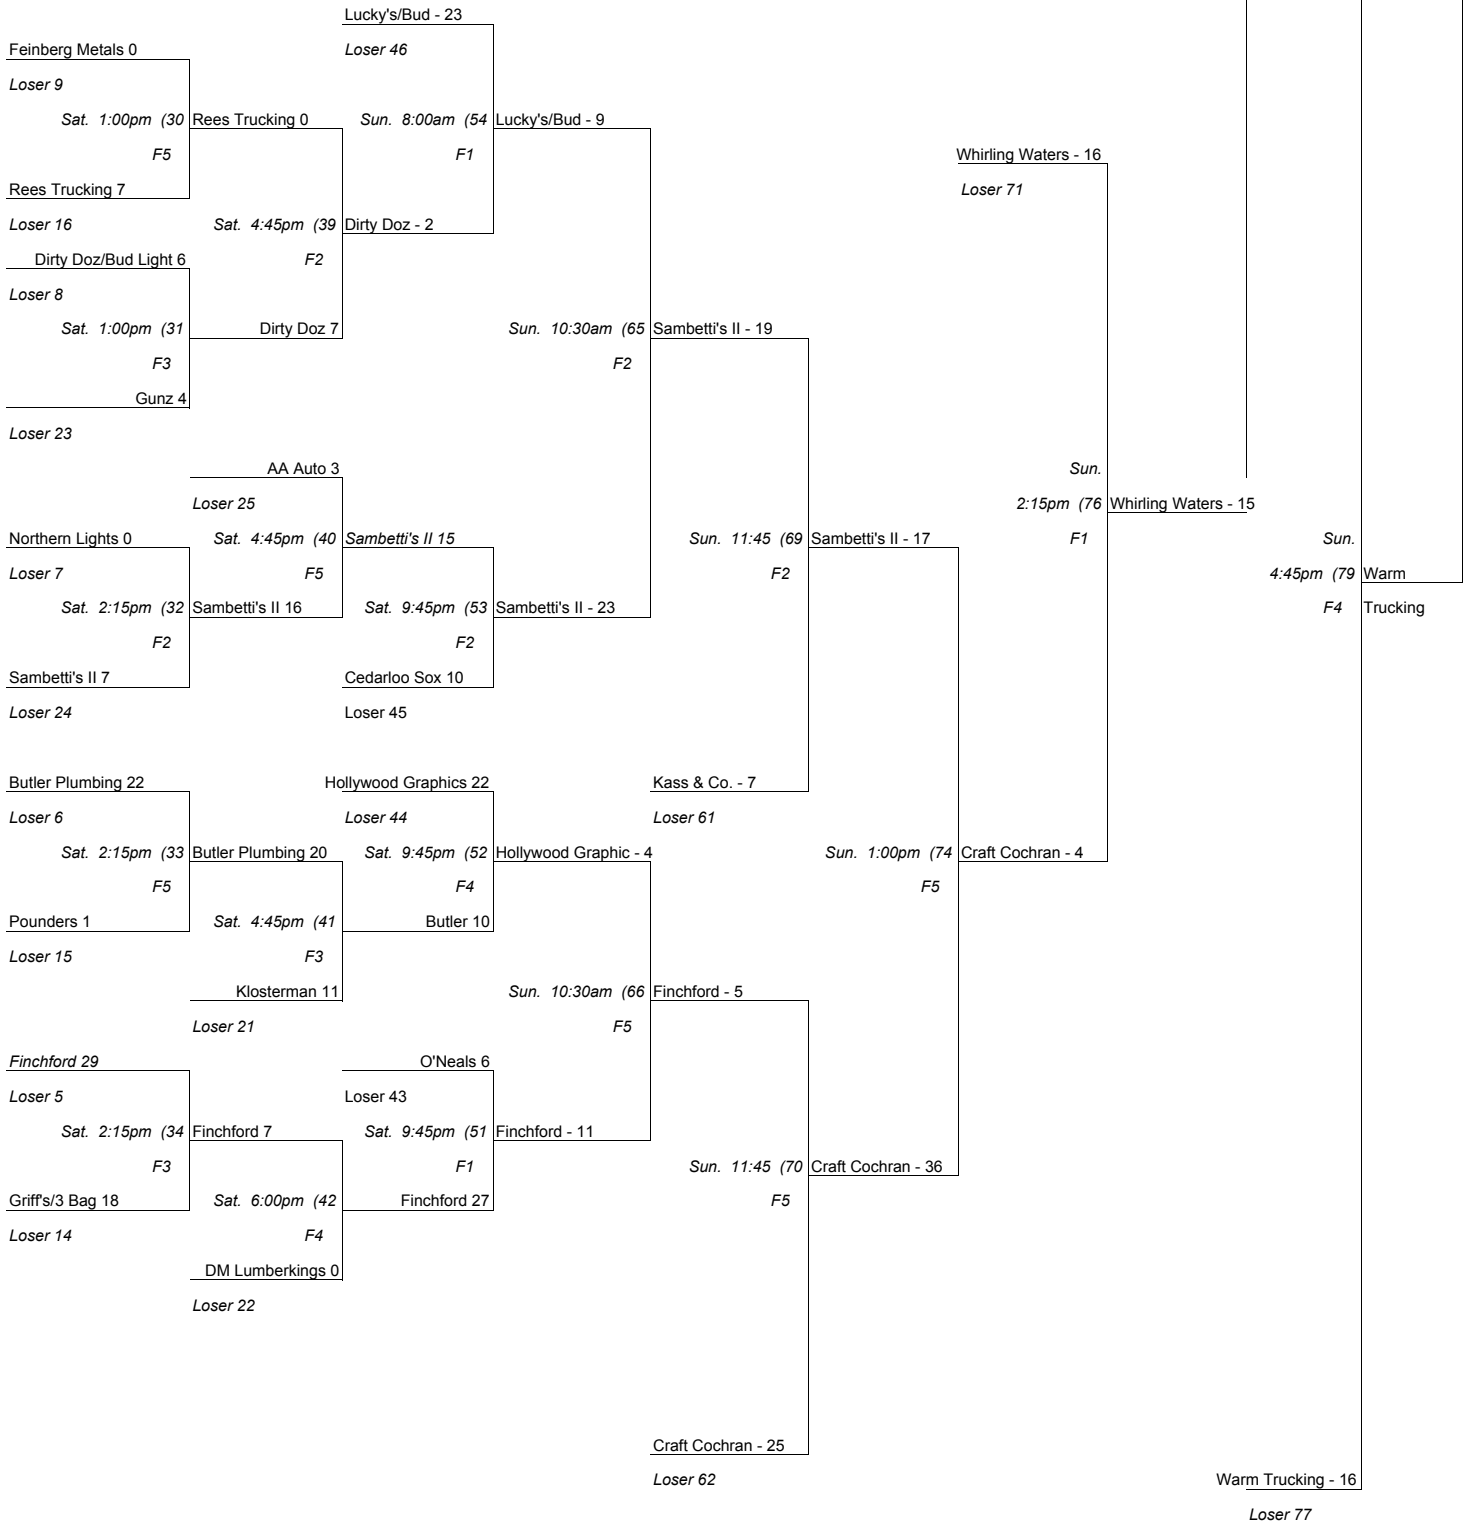 Lucky's/Bud - 23
Feinberg Metals 0
Loser 46
Loser 9
Sat. 1:00pm (30
Rees Trucking 0
Sun. 8:00am (54
Lucky's/Bud - 9
F5
F1
Whirling Waters - 16
Rees Trucking 7
Loser 71
Loser 16
Sat. 4:45pm (39
Dirty Doz - 2
Dirty Doz/Bud Light 6
F2
Loser 8
Sat. 1:00pm (31
Dirty Doz 7
Sun. 10:30am (65
Sambetti's II - 19
F3
F2
Gunz 4
Loser 23
AA Auto 3
Sun.
Loser 25
2:15pm (76
Whirling Waters - 15
Northern Lights 0
Sat. 4:45pm (40
Sambetti's II 15
Sun. 11:45 (69
Sambetti's II - 17
F1
Sun.
Loser 7
F5
F2
4:45pm (79
Warm
Sat. 2:15pm (32
Sambetti's II 16
Sat. 9:45pm (53
Sambetti's II - 23
F4
Trucking
F2
F2
Sambetti's II 7
Cedarloo Sox 10
Loser 24
Loser 45
Butler Plumbing 22
Hollywood Graphics 22
Kass & Co. - 7
Loser 6
Loser 44
Loser 61
Sat. 2:15pm (33
Butler Plumbing 20
Sat. 9:45pm (52
Hollywood Graphic - 4
Sun. 1:00pm (74
Craft Cochran - 4
F5
F4
F5
Pounders 1
Sat. 4:45pm (41
Butler 10
Loser 15
F3
Klosterman 11
Sun. 10:30am (66
Finchford - 5
Loser 21
F5
Finchford 29
O'Neals 6
Loser 5
Loser 43
Sat. 2:15pm (34
Finchford 7
Sat. 9:45pm (51
Finchford - 11
F3
F1
Sun. 11:45 (70
Craft Cochran - 36
Griff's/3 Bag 18
Sat. 6:00pm (42
Finchford 27
F5
Loser 14
F4
DM Lumberkings 0
Loser 22
Craft Cochran - 25
Loser 62
Warm Trucking - 16
Loser 77